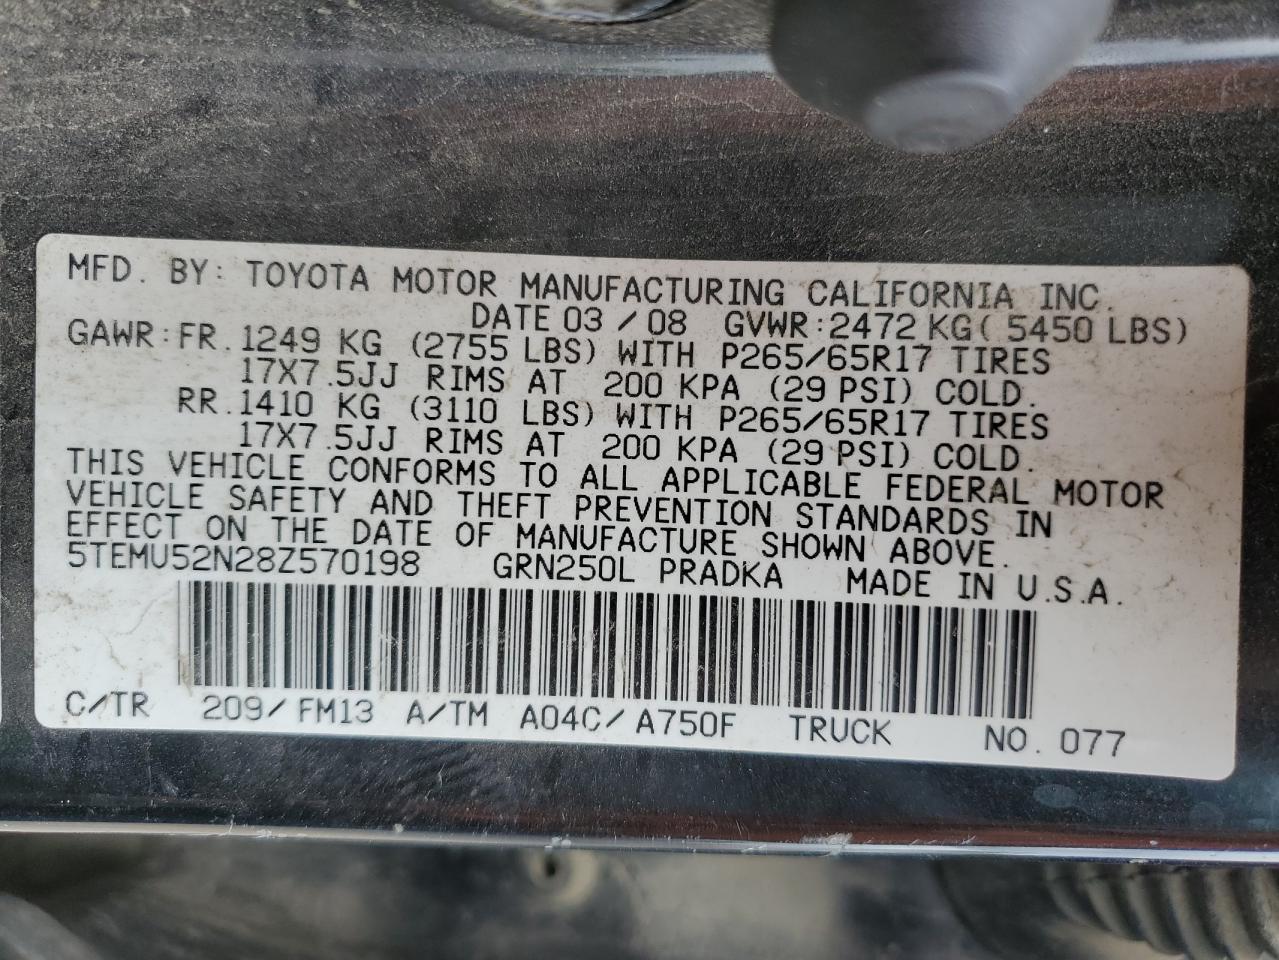 MFD. BY: TOYOTA MOTOR MANUFACTURING CALIFORNIA INC.
DATE 03 / 08 GVWR: 2472 KG( 5450 LBS)
GAWR: FR. 1249 KG (2755 LBS) WITH P265/65R17 TIRES
17X7.5JJ RIMS AT 200 KPA (29 PSI) COLD.
RR. 1410 KG (3110 LBS) WITH P265/65R17 TIRES
17X7.5JJ RIMS AT 200 KPA (29 PSI) COLD.
THIS VEHICLE CONFORMS TO ALL APPLICABLE FEDERAL MOTOR
VEHICLE SAFETY AND THEFT PREVENTION STANDARDS IN
EFFECT ON THE DATE OF MANUFACTURE SHOWN ABOVE.
5TEMU52N28Z570198 GRN250L PRADKA MADE IN U.S.A.
C/TR 209/ FM13 A/TM A04C/ A750F TRUCK NO. 077